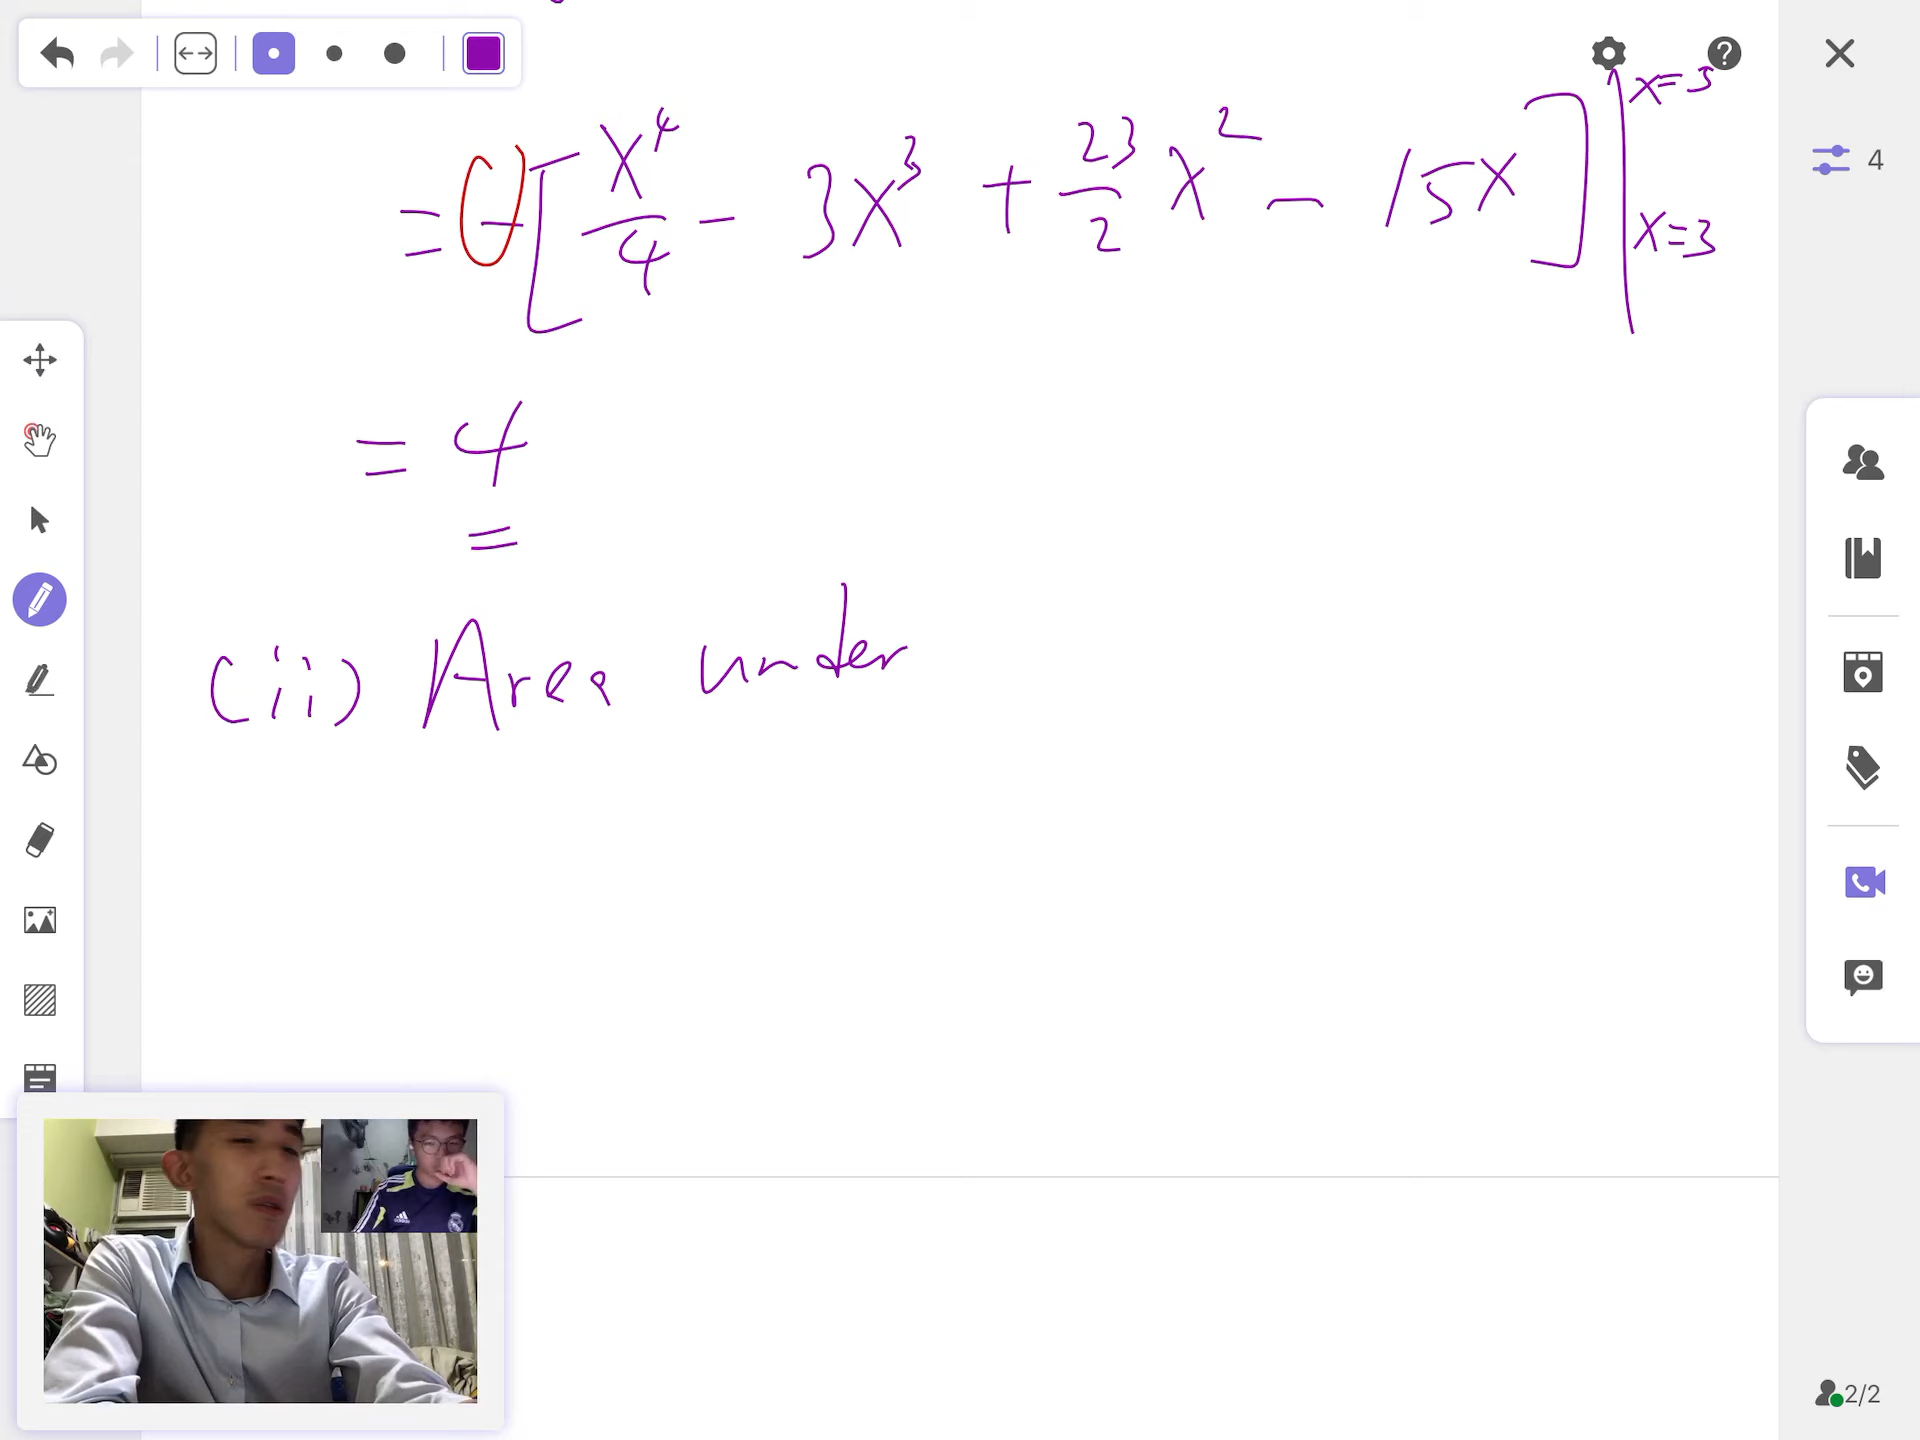 = -[x⁴/4 - 3x³ + 23/2 x² - 15x] | x=5 x=3
4
= 4
=
(ii) Area under
2/2